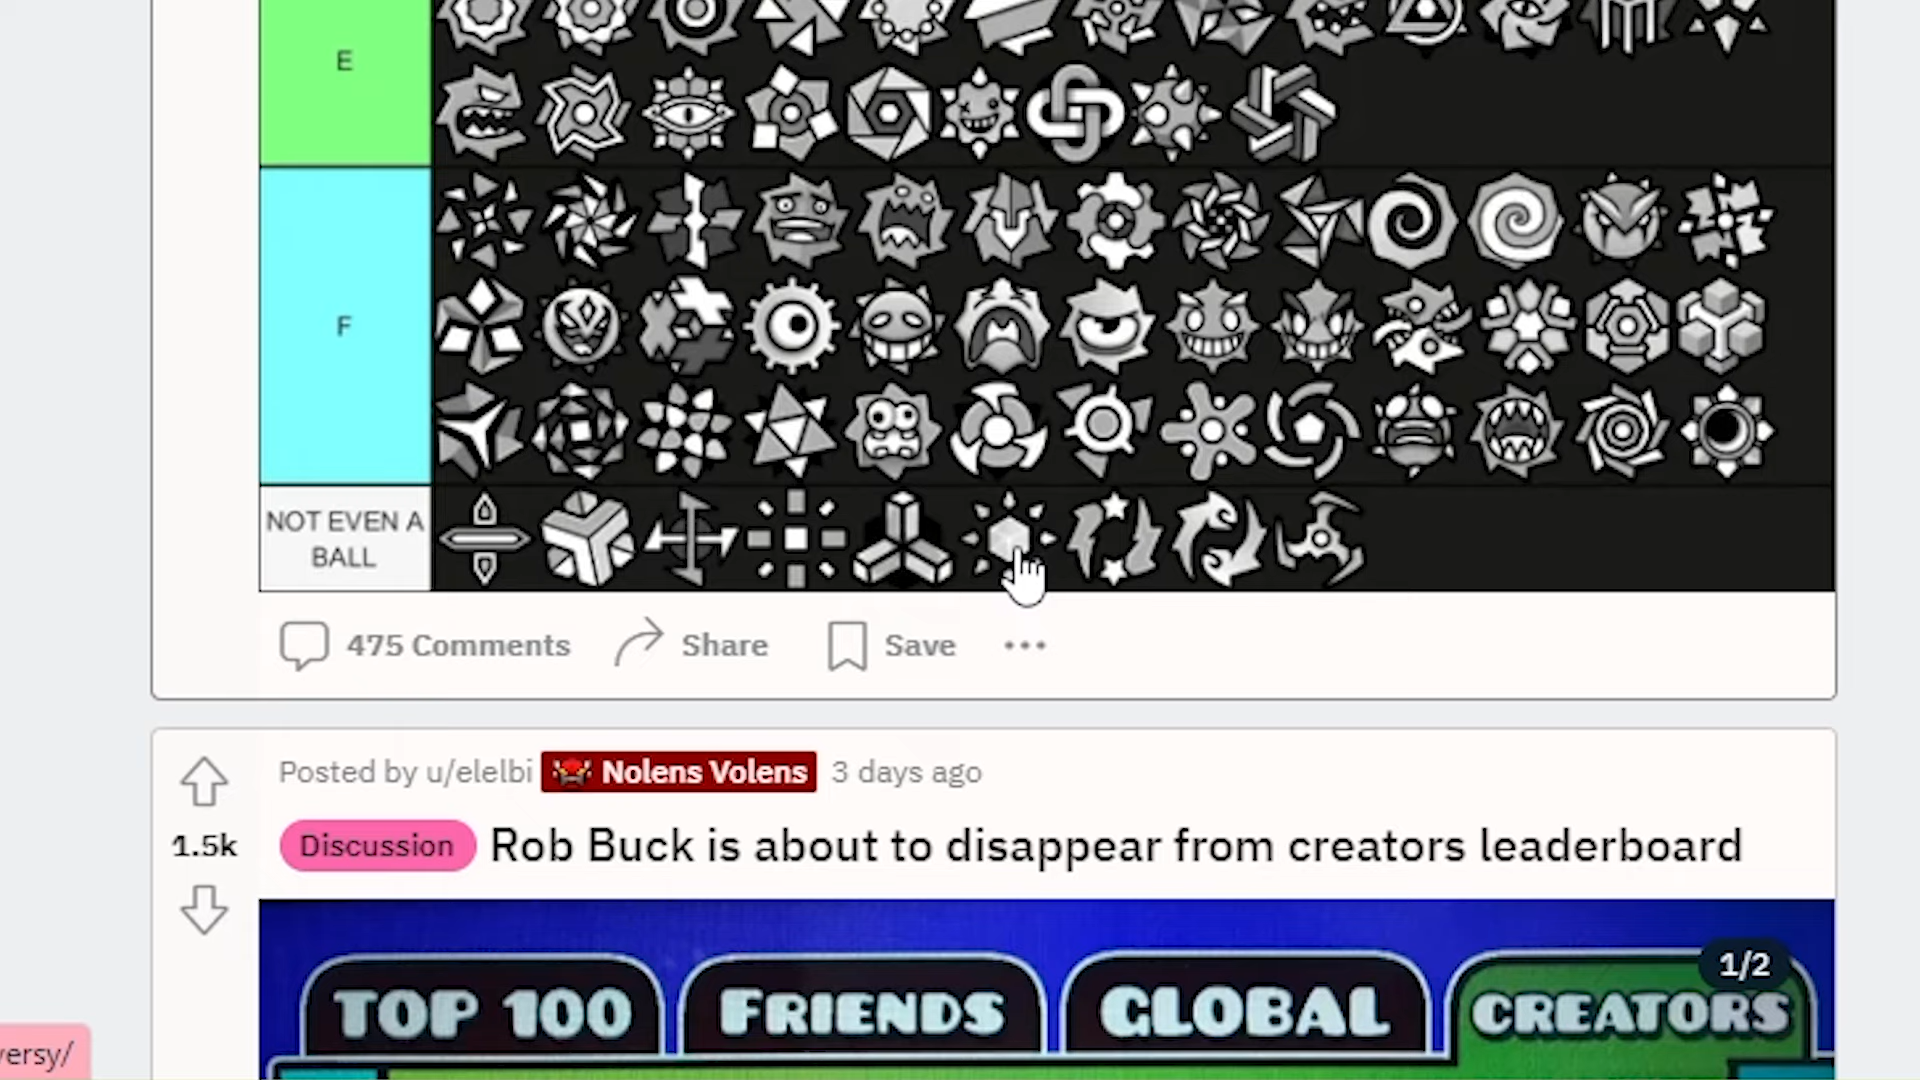 E
F
NOT EVEN A
BALL
475 Comments
Share
Save
Posted by u/elelbi Nolens Volens 3 days ago
1.5k
Discussion Rob Buck is about to disappear from creators leaderboard
1/2
TOP 100
FRIENDS
GLOBAL
CREATORS
versy/